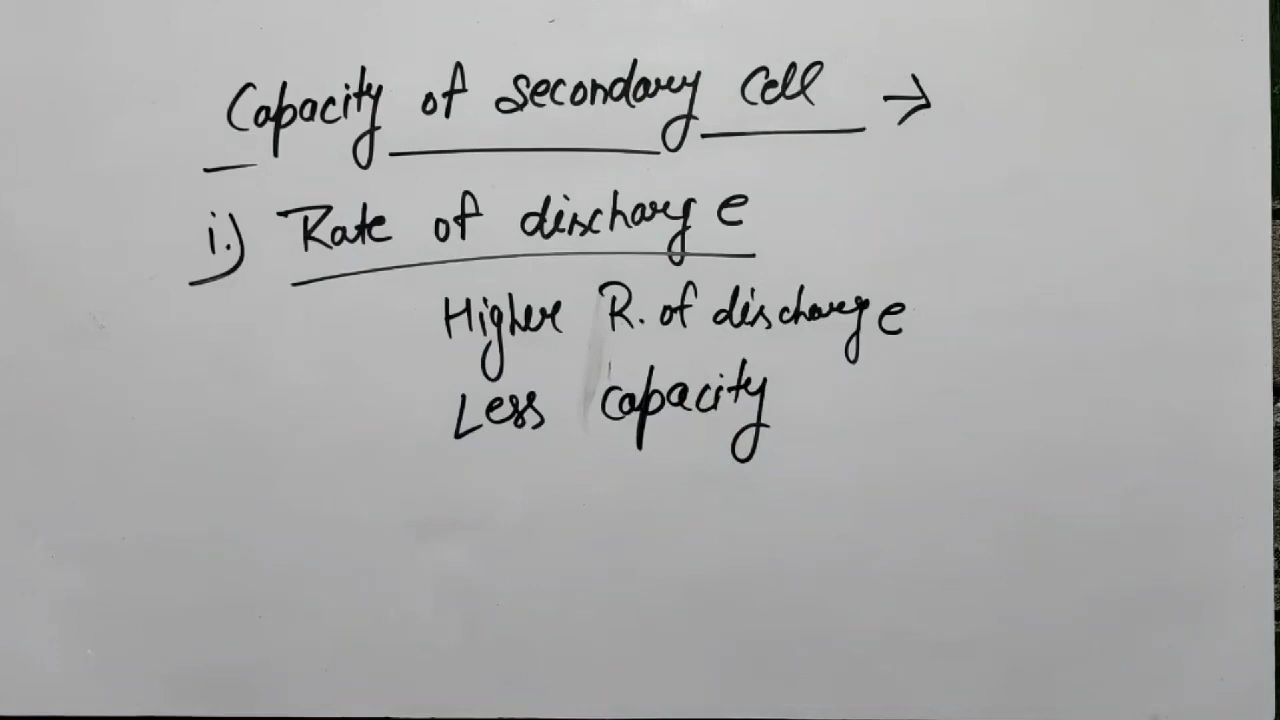 Capacity of secondary Cell →
i.) Rate of discharge
Higher R. of discharge
Less capacity